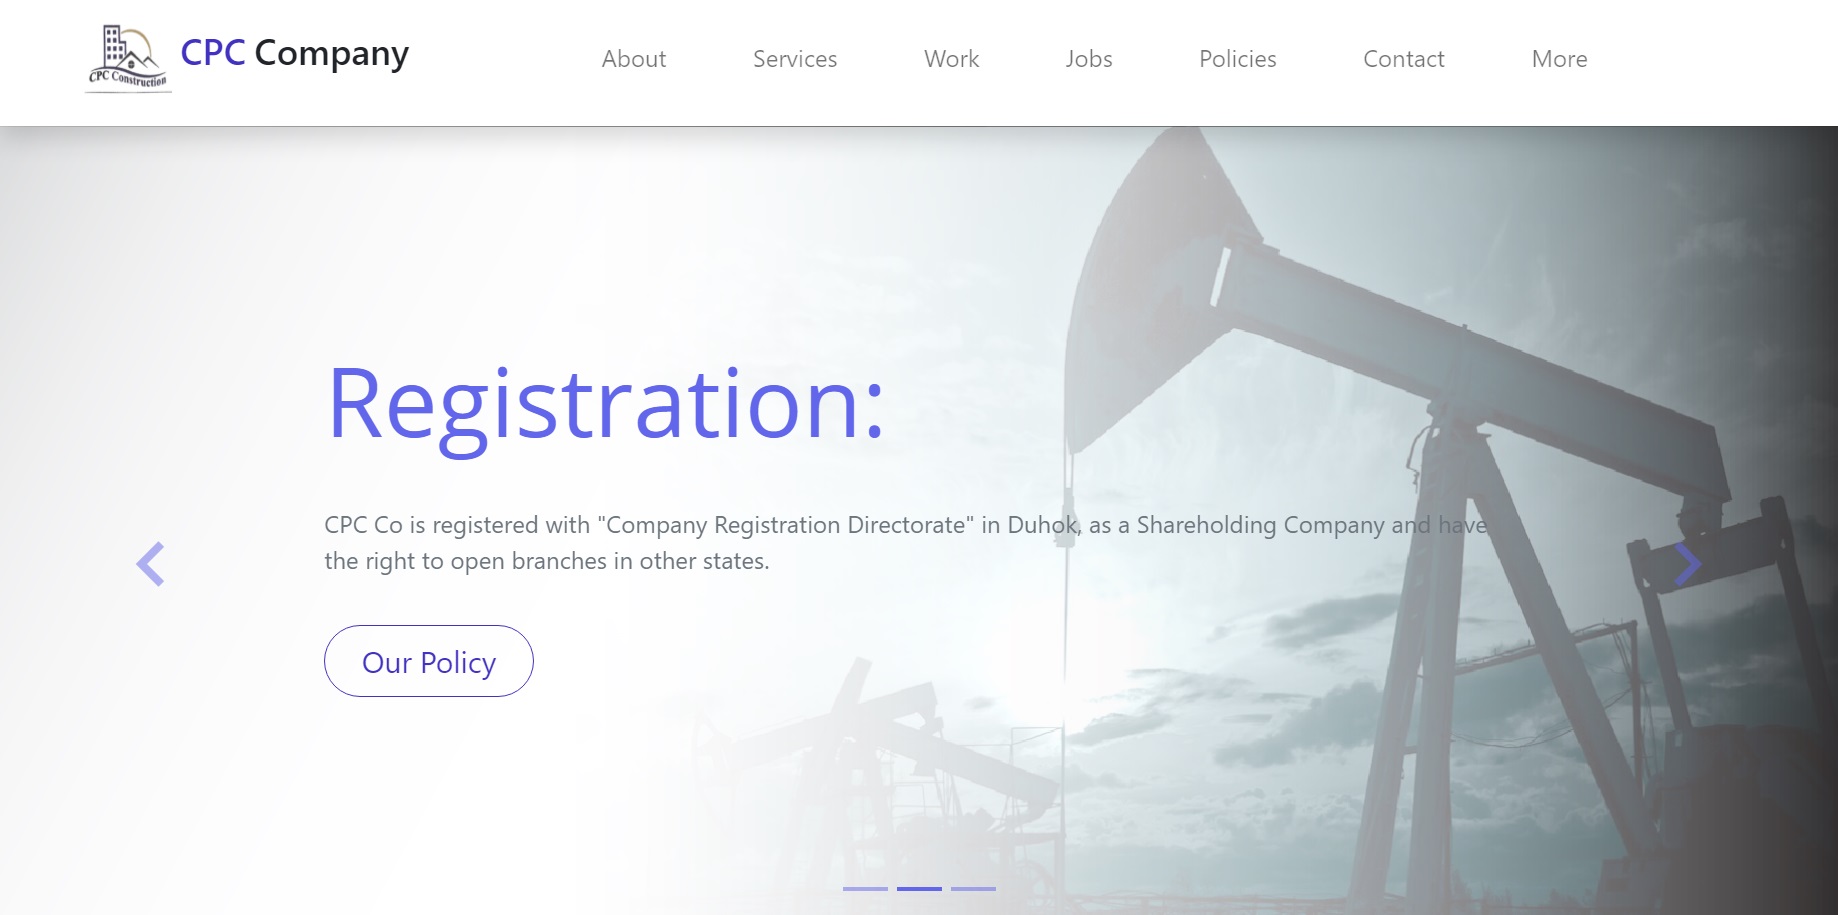 CPC Construction
CPC Company
About
Services
Work
Jobs
Policies
Contact
More
Registration:
CPC Co is registered with "Company Registration Directorate" in Duhok, as a Shareholding Company and have
the right to open branches in other states.
Our Policy